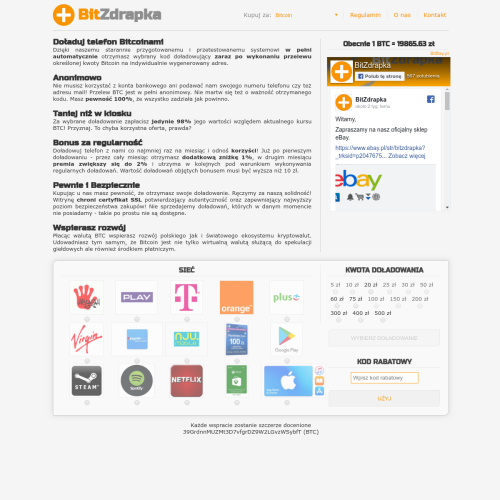 BitZdrapka
Kupuj za: Bitcoin
Regulamin
O nas
Kontakt
Doładuj telefon Bitcoinami
Dzięki naszemu starannie przygotowanemu i przetestowanemu systemowi w pełni
automatycznie otrzymasz wybrany kod doładowujący zaraz po wykonaniu przelewu
określonej kwoty Bitcoin na indywidualnie wygenerowany adres.
Anonimowo
Nie musisz korzystać z konta bankowego ani podawać nam swojego numeru telefonu czy też
adresu mail! Przelew BTC jest w pełni anonimowy. Nie martw się też o ważność otrzymanego
kodu. Masz pewność 100%, że wszystko zadziała jak powinno.
Taniej niż w kiosku
Za wybrane doładowanie zapłacisz jedynie 98% jego wartości względem aktualnego kursu
BTC! Przyznaj. To chyba korzystna oferta, prawda?
Bonus za regularność
Doładowuj telefon z nami co najmniej raz na miesiąc i odnoś korzyści! Już po pierwszym
doładowaniu - przez cały miesiąc otrzymasz dodatkową zniżkę 1%, w drugim miesiącu
premia zwiększy się do 2% i utrzyma w kolejnych pod warunkiem wykonywania
regularnych doładowań. Wartość doładowań objętych bonusem musi być wyższa niż 10 zł.
Pewnie i Bezpiecznie
Kupując u nas masz pewność, że otrzymasz swoje doładowanie. Ręczymy za naszą solidność!
Witrynę chroni certyfikat SSL potwierdzający autentyczność oraz zapewniający najwyższy
poziom bezpieczeństwa zakupów! Nie sprzedajemy doładowań, których w danym momencie
nie posiadamy - takie po prostu nie są dostępne.
Wspierasz rozwój
Płacąc walutą BTC wspierasz rozwój polskiego jak i światowego ekosystemu kryptowalut.
Udowadniasz tym samym, że Bitcoin jest nie tylko wirtualną walutą służącą do spekulacji
giełdowych ale również środkiem płatniczym.
Obecnie 1 BTC = 19865.63 zł
BitZdrapka
Polub tę stronę
567 polubienia
BitZdrapka
Witamy,
Zapraszamy na nasz oficjalny sklep
eBay.
https://www.ebay.pl/str/bitzdrapka?
_trksid=p2047675... Zobacz więcej
ebay
SIEĆ
PLAY
T
orange
plus
Virgin
nju
mobile
100 zł
Google Play
STEAM
Spotify
NETFLIX
KWOTA DOŁADOWANIA
5 zł 10 zł 20 zł 25 zł 30 zł 50 zł
60 zł 75 zł 100 zł 150 zł 200 zł
300 zł 400 zł 500 zł
WYBIERZ DOŁADOWANIE
KOD RABATOWY
Wpisz kod rabatowy
UŻYJ
Każde wsparcie zostanie szczerze docenione